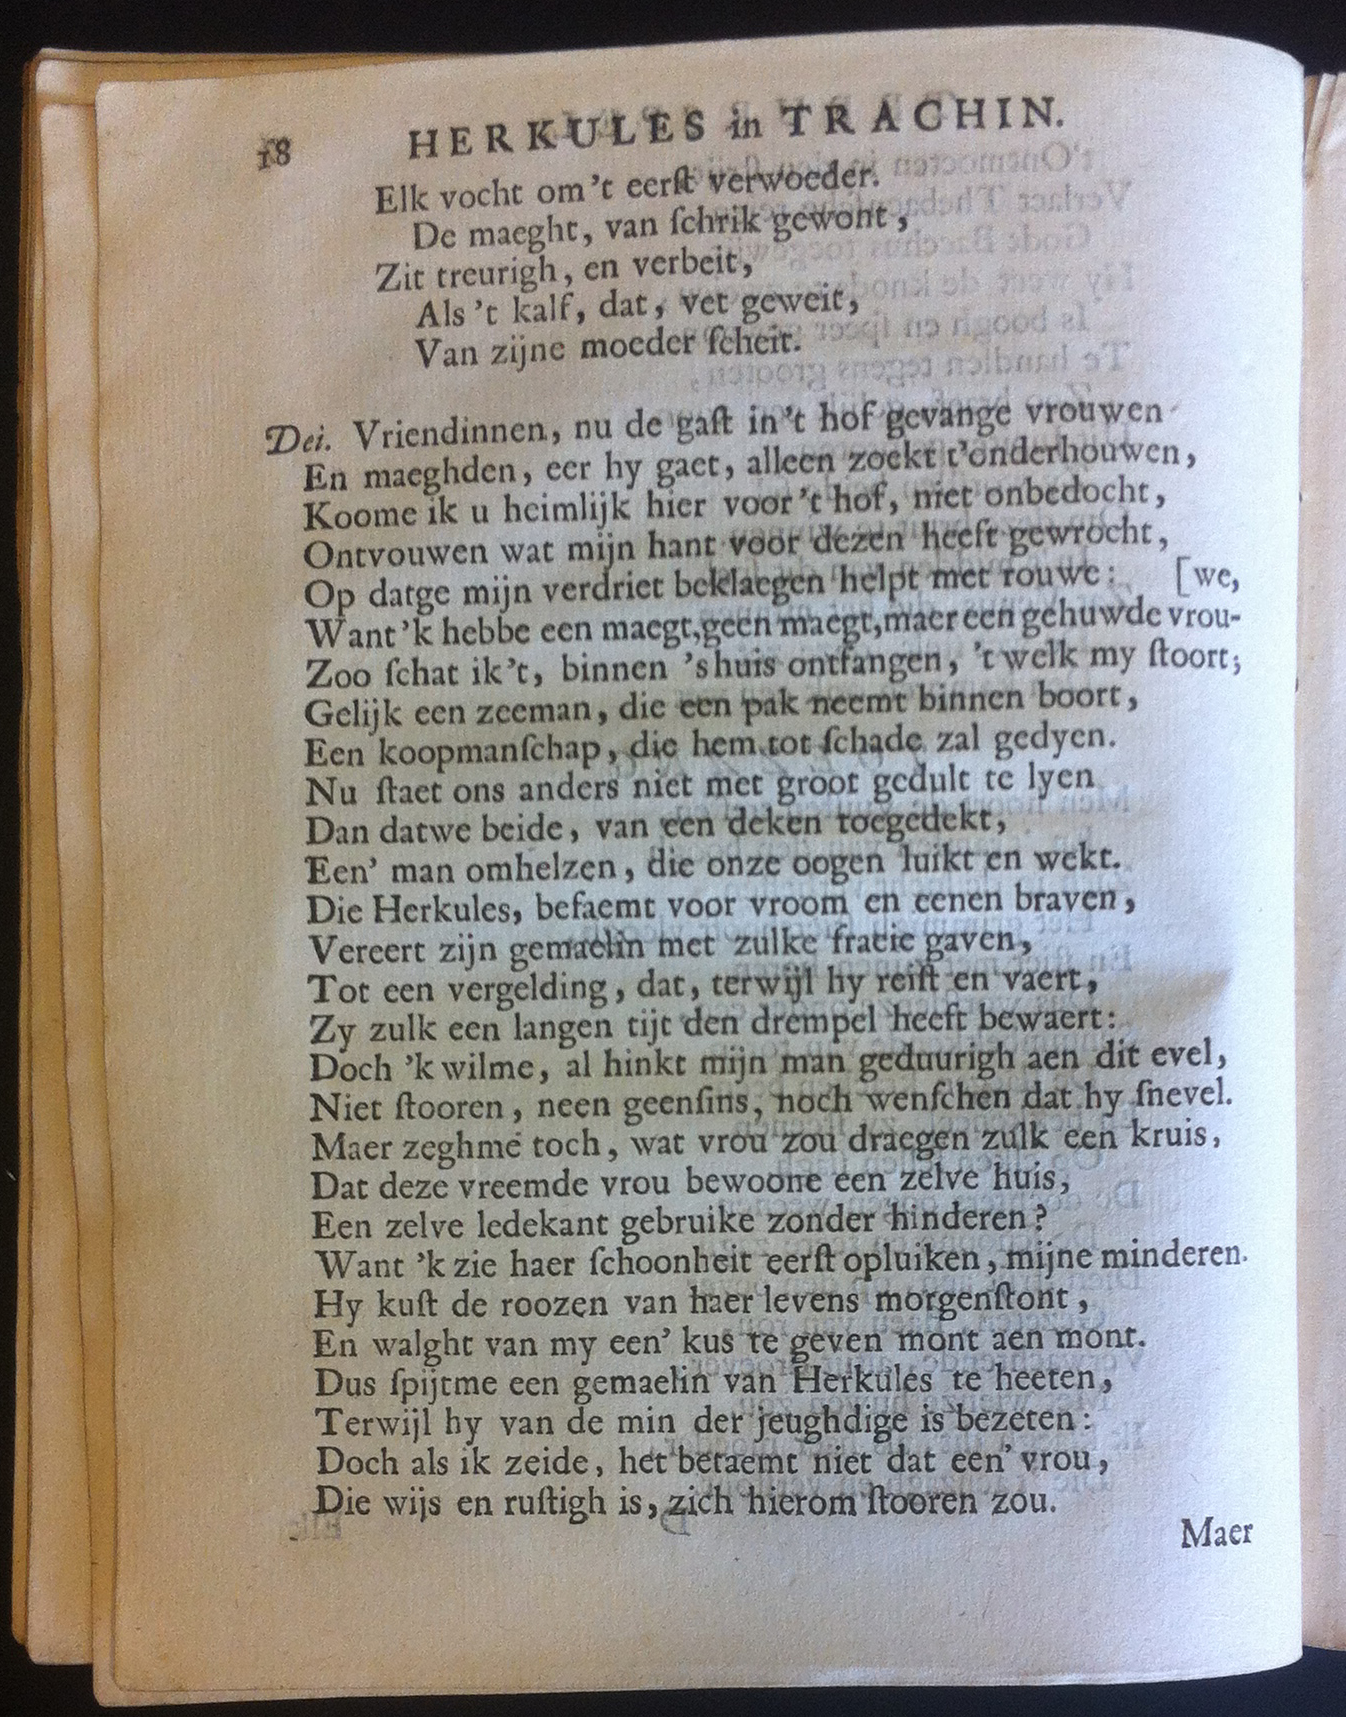 18 HERKULES in TRACHIN.
Elk vocht om 't eerſt verwoeder.
De maeght, van ſchrik gewont,
Zit treurigh, en verbeit,
Als 't kalf, dat, vet geweit,
Van zijne moeder ſcheit.
Dei. Vriendinnen, nu de gaſt in 't hof gevange vrouwen
En maeghden, eer hy gaet, alleen zoekt t'onderhouwen,
Koome ik u heimlijk hier voor 't hof, niet onbedocht,
Ontvouwen wat mijn hant voor dezen heeft gewrocht,
Op datge mijn verdriet beklaegen helpt met rouwe: [we,
Want 'k hebbe een maegt, geen maegt, maer een gehuwde vrou-
Zoo ſchat ik 't, binnen 's huis ontfangen, 't welk my ſtoort;
Gelijk een zeeman, die een pak neemt binnen boort,
Een koopmanſchap, die hem tot ſchade zal gedyen.
Nu ſtaet ons anders niet met groot gedult te lyen
Dan datwe beide, van een deken toegedekt,
Een' man omhelzen, die onze oogen luikt en wekt.
Die Herkules, befaemt voor vroom en eenen braven,
Vereert zijn gemaelin met zulke fraeie gaven,
Tot een vergelding, dat, terwijl hy reiſt en vaert,
Zy zulk een langen tijt den drempel heeft bewaert:
Doch 'k wilme, al hinkt mijn man geduurigh aen dit evel,
Niet ſtooren, neen geenſins, noch wenſchen dat hy ſnevel.
Maer zeghme toch, wat vrou zou draegen zulk een kruis,
Dat deze vreemde vrou bewoone een zelve huis,
Een zelve ledekant gebruike zonder hinderen?
Want 'k zie haer ſchoonheit eerſt opluiken, mijne minderen.
Hy kuſt de roozen van haer levens morgenſtont,
En walght van my een' kus te geven mont aen mont.
Dus ſpijtme een gemaelin van Herkules te heeten,
Terwijl hy van de min der jeughdige is bezeten:
Doch als ik zeide, het betaemt niet dat een' vrou,
Die wijs en ruſtigh is, zich hierom ſtooren zou.
Maer